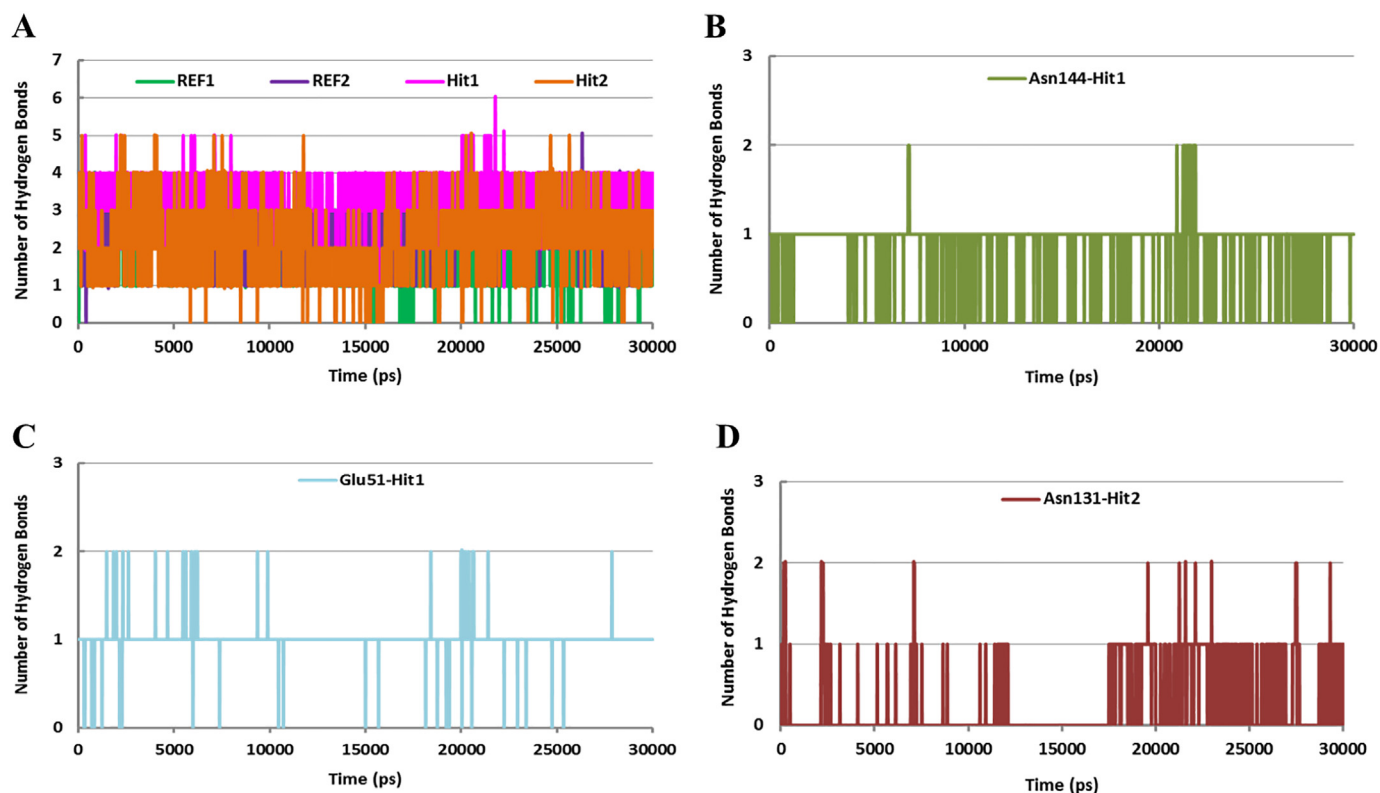 A
Number of Hydrogen Bonds
7
6
5
4
3
2
1
0
REF1 REF2 Hit1 Hit2
0 5000 10000 15000 20000 25000 30000
Time (ps)
B
Number of Hydrogen Bonds
3
2
1
0
Asn144-Hit1
0 10000 20000 30000
Time (ps)
C
Number of Hydrogen Bonds
3
2
1
0
Glu51-Hit1
0 5000 10000 15000 20000 25000 30000
Time (ps)
D
Number of Hydrogen Bonds
3
2
1
0
Asn131-Hit2
0 5000 10000 15000 20000 25000 30000
Time (ps)